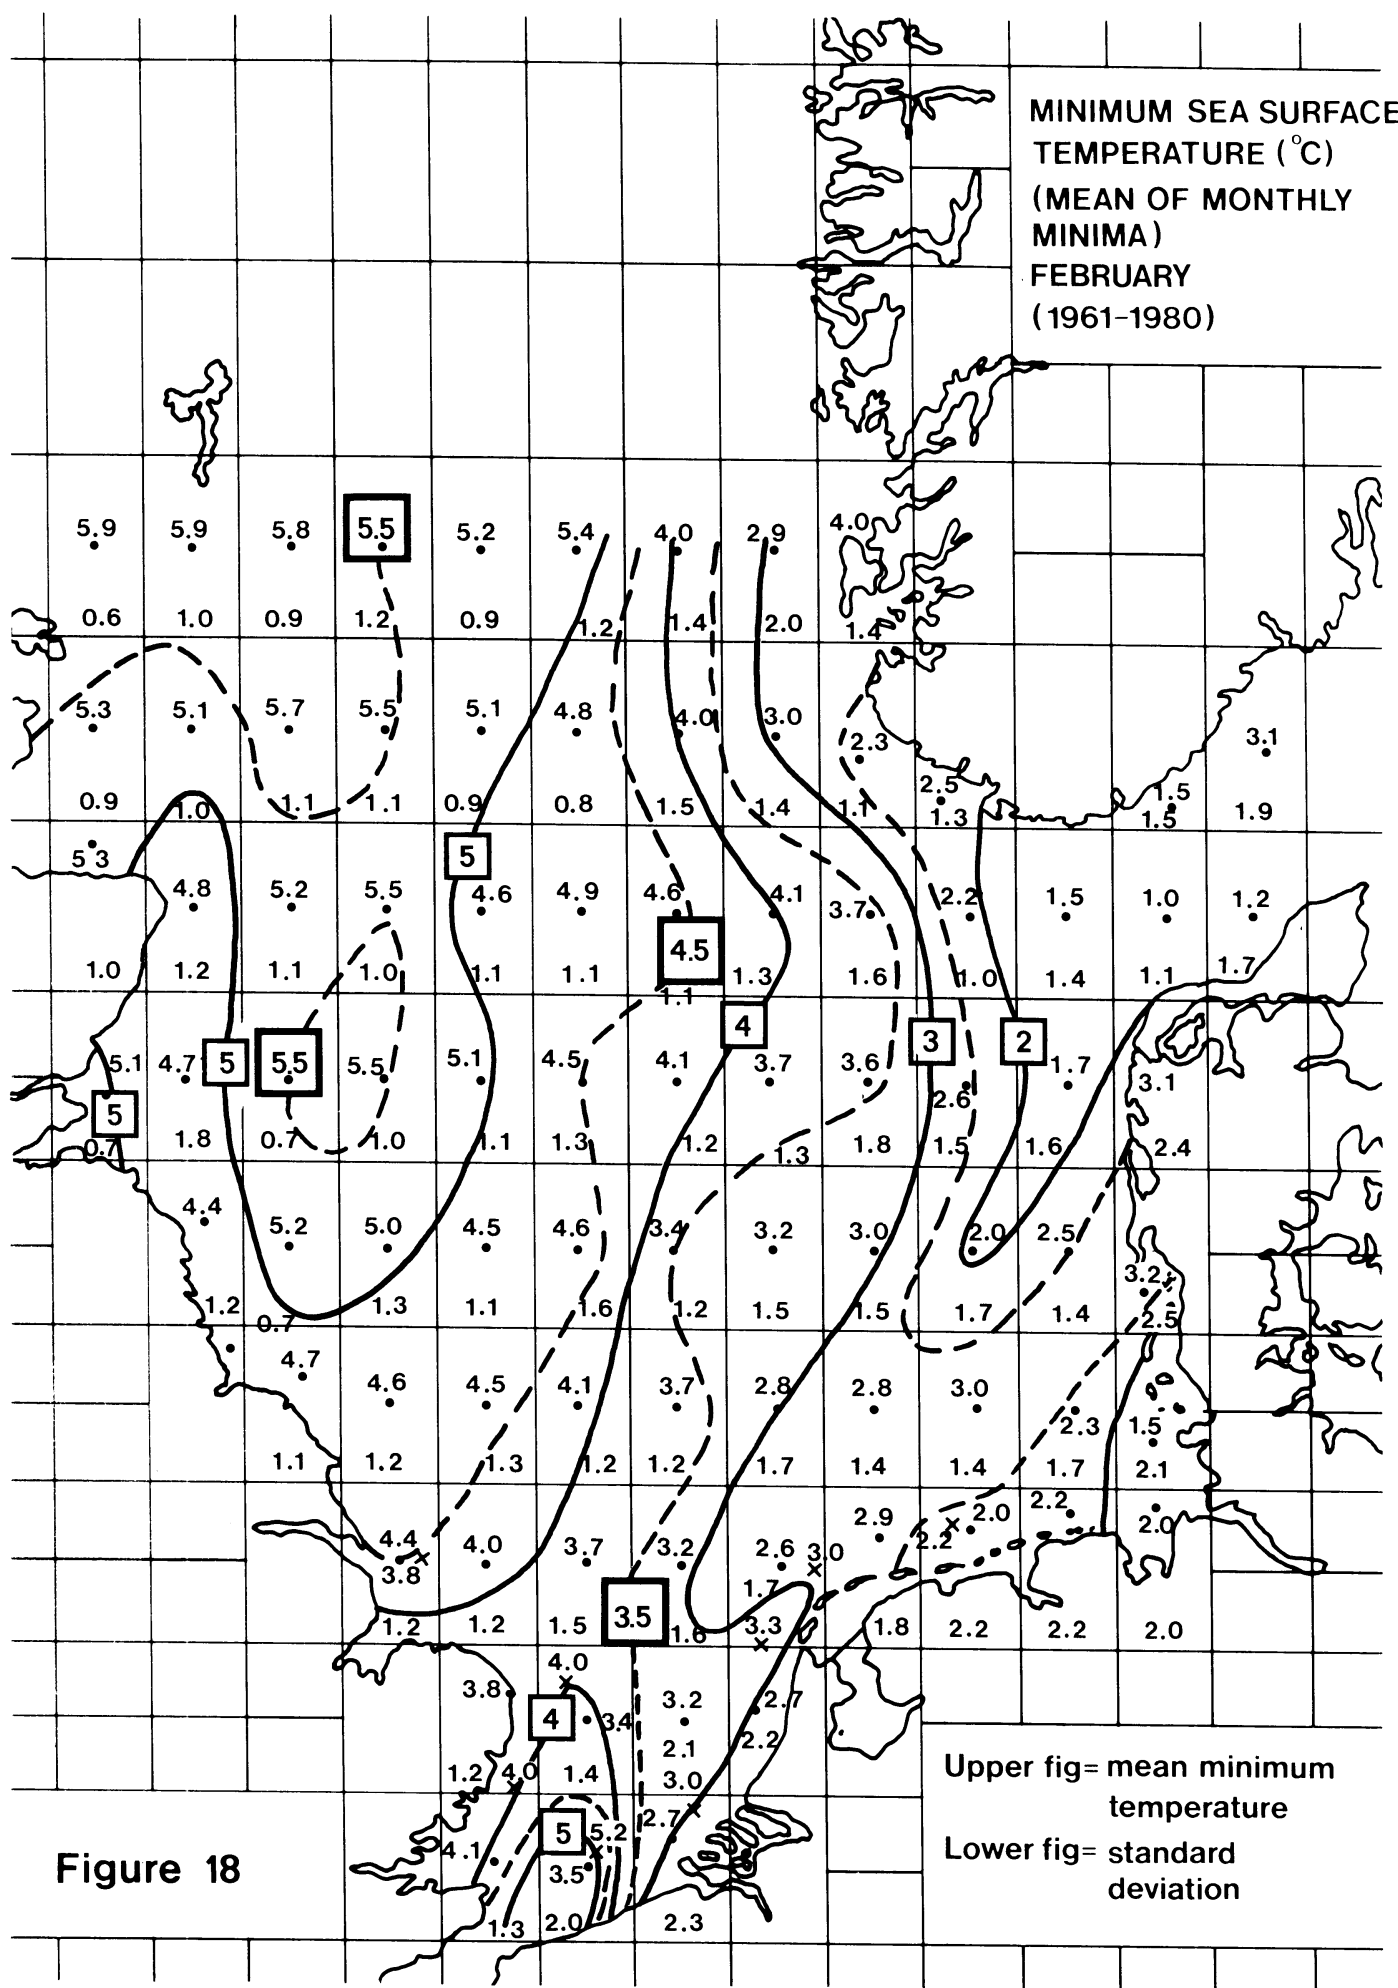 MINIMUM SEA SURFACE
TEMPERATURE (°C)
(MEAN OF MONTHLY
MINIMA)
FEBRUARY
(1961-1980)
5.9 5.9 5.8 5.5 5.2 5.4 4.0 2.9 4.0
0.6 1.0 0.9 1.2 0.9 1.2 1.4 2.0 1.4
5.3 5.1 5.7 5.5 5.1 4.8 4.0 3.0 2.3 3.1
2.5 1.5
0.9 1.0 1.1 1.1 0.9 0.8 1.5 1.4 1.1 1.3 1.5 1.9
5
5.3
4.8 5.2 5.5 4.6 4.9 4.6 4.1 3.7 2.2 1.5 1.0 1.2
4.5
1.0 1.2 1.1 1.0 1.1 1.1 1.1 1.3 1.6 1.0 1.4 1.1 1.7
4 3 2
5.1 4.7 5 5.5 5.5 5.1 4.5 4.1 3.7 3.6 2.6 1.7 3.1
5
0.7 1.8 0.7 1.0 1.1 1.3 1.2 1.3 1.8 1.5 1.6 2.4
4.4 5.2 5.0 4.5 4.6 3.4 3.2 3.0 2.0 2.5 3.2
1.2 0.7 1.3 1.1 1.6 1.2 1.5 1.5 1.7 1.4 2.5
4.7 4.6 4.5 4.1 3.7 2.8 2.8 3.0 2.3 1.5
1.1 1.2 1.3 1.2 1.2 1.7 1.4 1.4 1.7 2.1
4.4 4.0 3.7 3.2 2.6 3.0 2.9 2.2 2.0 2.2 2.0
3.8
3.5
1.7
1.2 1.2 1.5 1.6 3.3 1.8 2.2 2.2 2.0
4.0
3.8 4 3.4 3.2 2.7
2.1 2.2
1.2 4.0 1.4 3.0
5 5.2 2.7
4.1 3.5
1.3 2.0 2.3
Upper fig= mean minimum
temperature
Lower fig= standard
deviation
Figure 18